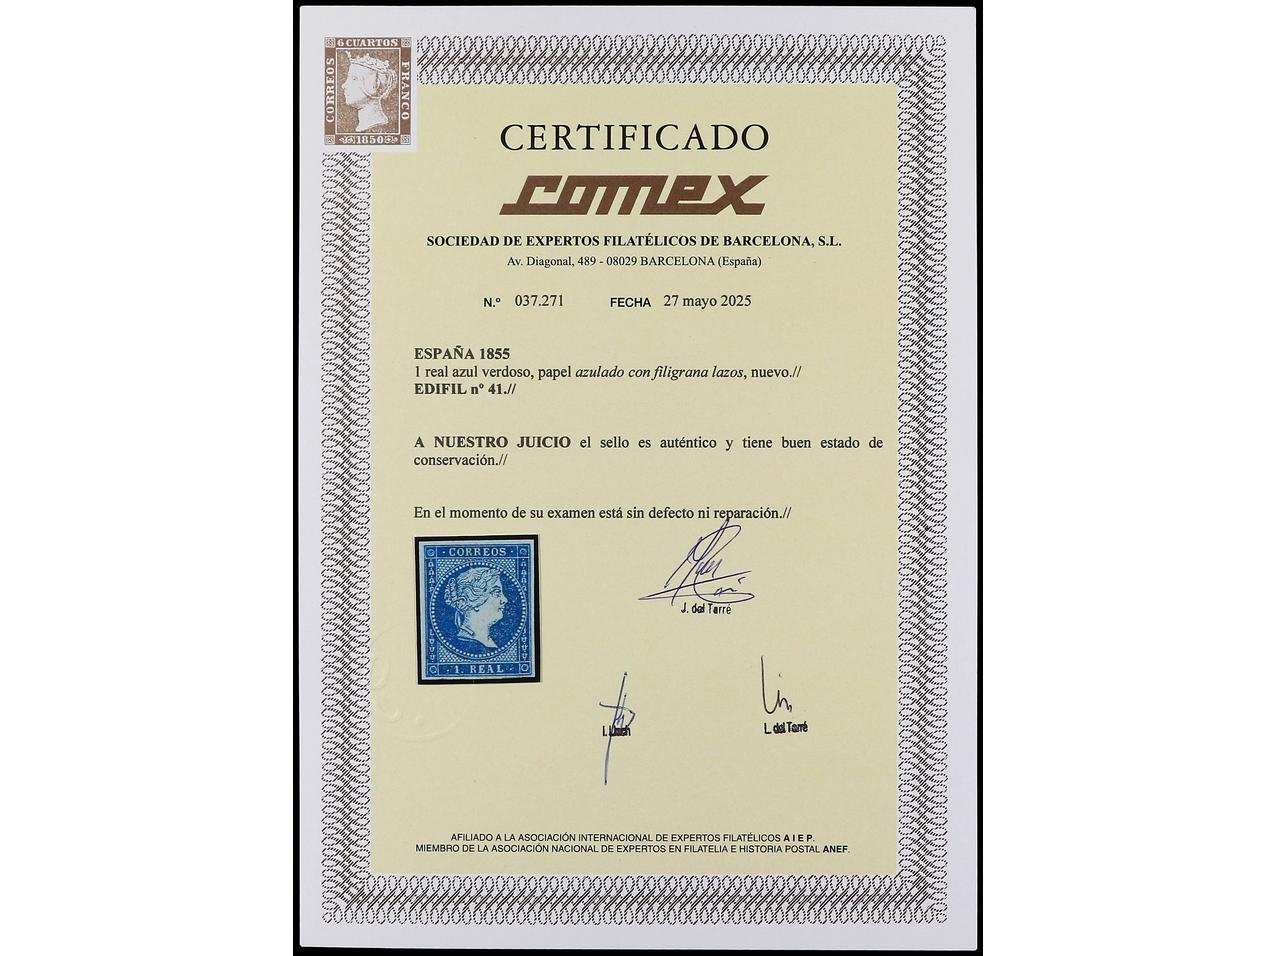 6 CUARTOS
CORREOS
FRANCO
1850
CERTIFICADO
comex
SOCIEDAD DE EXPERTOS FILATÉLICOS DE BARCELONA, S.L.
Av. Diagonal, 489 - 08029 BARCELONA (España)
N.º 037.271 FECHA 27 mayo 2025
ESPAÑA 1855
1 real azul verdoso, papel azulado con filigrana lazos, nuevo.//
EDIFIL nº 41.//
A NUESTRO JUICIO el sello es auténtico y tiene buen estado de
conservación.//
En el momento de su examen está sin defecto ni reparación.//
· CORREOS ·
· 1. REAL ·
J. del Tarré
L. del Tarré
AFILIADO A LA ASOCIACIÓN INTERNACIONAL DE EXPERTOS FILATÉLICOS A I E P.
MIEMBRO DE LA ASOCIACIÓN NACIONAL DE EXPERTOS EN FILATELIA E HISTORIA POSTAL ANEF.